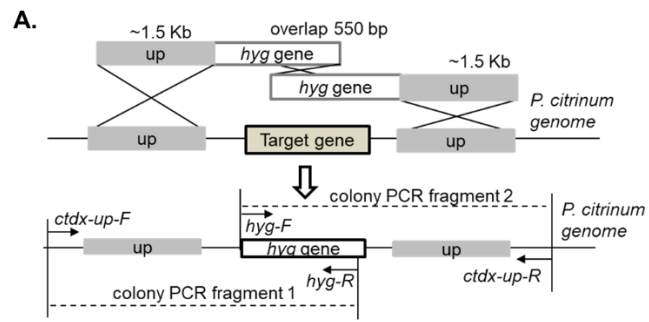 A.
~1.5 Kb
overlap 550 bp
up
hyg gene
~1.5 Kb
hyg gene
up
P. citrinum
genome
up
Target gene
up
colony PCR fragment 2
P. citrinum
genome
ctdx-up-F
hyg-F
up
hyg gene
up
hyg-R
ctdx-up-R
colony PCR fragment 1